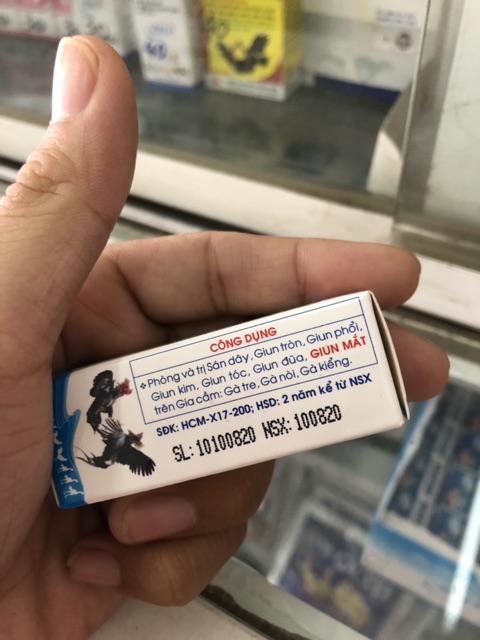 CÔNG DỤNG
Phòng và trị Sán dây, Giun tròn, Giun phổi,
Giun kim, Giun tóc, Giun đũa, GIUN MẮT
trên Gia cầm: Gà tre, Gà nòi, Gà kiểng.
SĐK: HCM-X17-200; HSD: 2 năm kể từ NSX
SL: 10100820 NSX: 100820